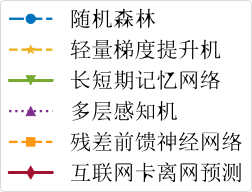 随机森林
轻量梯度提升机
长短期记忆网络
多层感知机
残差前馈神经网络
互联网卡离网预测